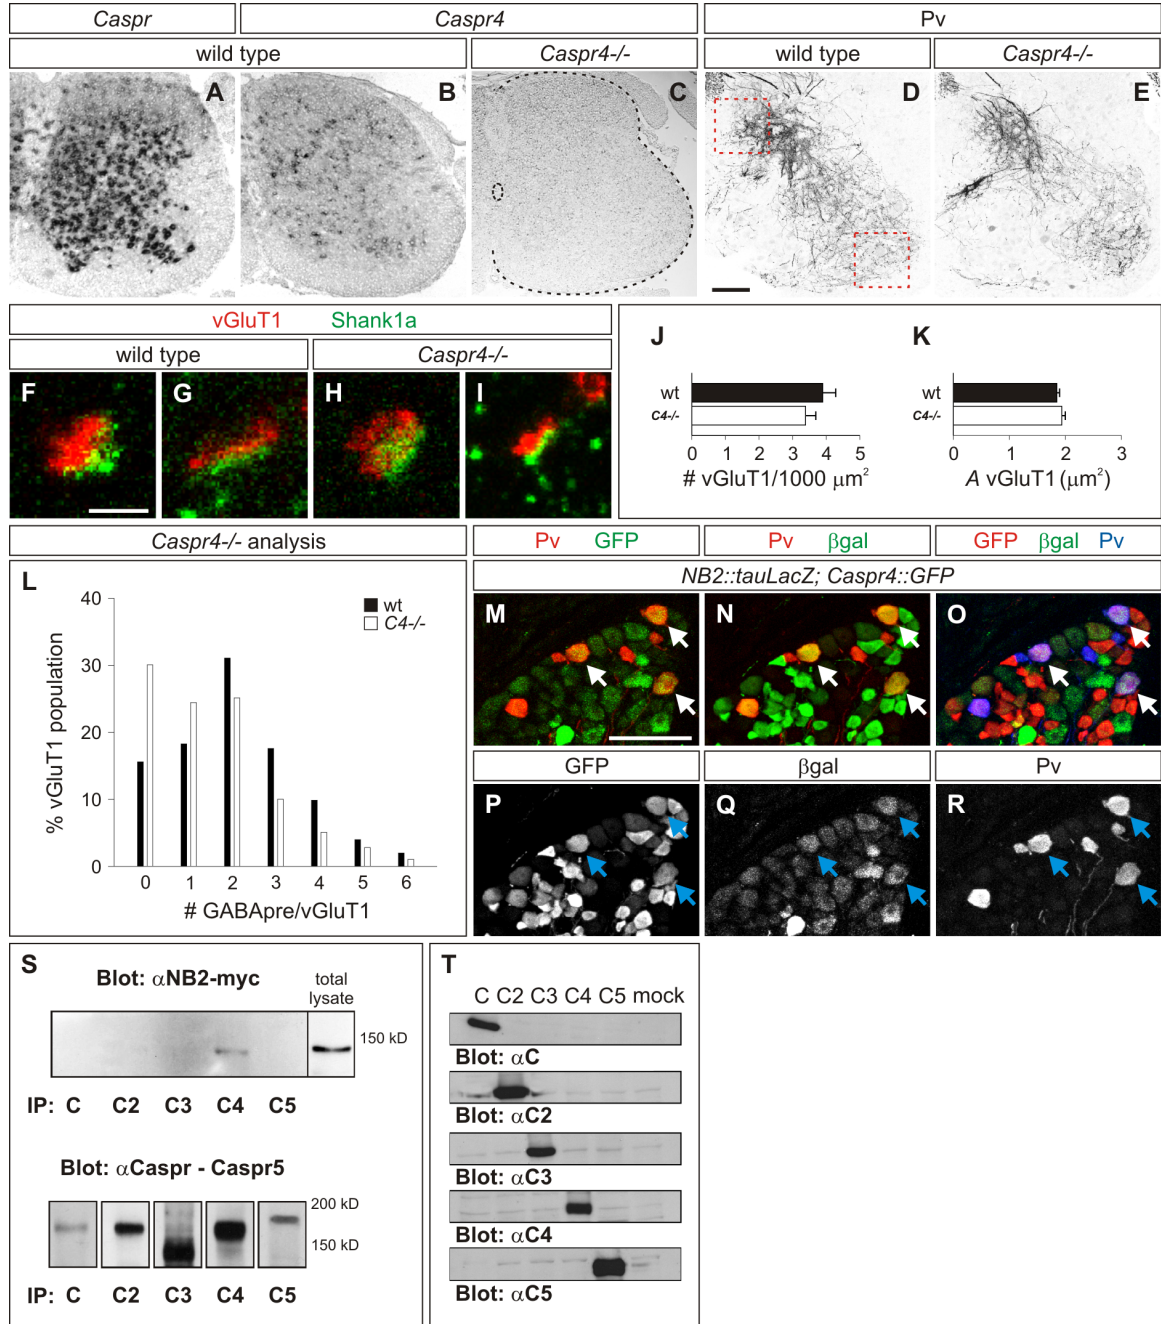 Caspr Caspr4 Pv
wild type Caspr4-/- wild type Caspr4-/-
A B C D E
vGluT1 Shank1a
wild type Caspr4-/-
F G H I
J K
wt wt
C4-/- C4-/-
0 1 2 3 4 5 0 1 2 3
# vGluT1/1000 μm² A vGluT1 (μm²)
Caspr4-/- analysis
L
wt
C4-/-
40
30
20
10
0
% vGluT1 population
0 1 2 3 4 5 6
# GABApre/vGluT1
Pv GFP Pv βgal GFP βgal Pv
NB2::tauLacZ; Caspr4::GFP
M N O
GFP βgal Pv
P Q R
S
Blot: αNB2-myc
total
lysate
150 kD
IP: C C2 C3 C4 C5
Blot: αCaspr - Caspr5
200 kD
150 kD
IP: C C2 C3 C4 C5
T
C C2 C3 C4 C5 mock
Blot: αC
Blot: αC2
Blot: αC3
Blot: αC4
Blot: αC5